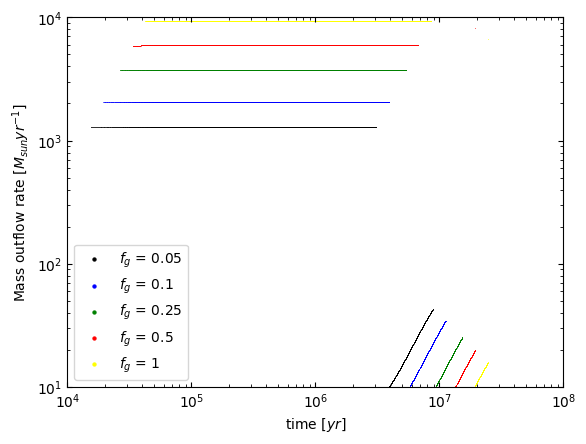 10^4
10^3
10^2
10^1
Mass outflow rate [M_{sun}yr^{-1}]
f_g = 0.05
f_g = 0.1
f_g = 0.25
f_g = 0.5
f_g = 1
10^4 10^5 10^6 10^7 10^8
time [yr]